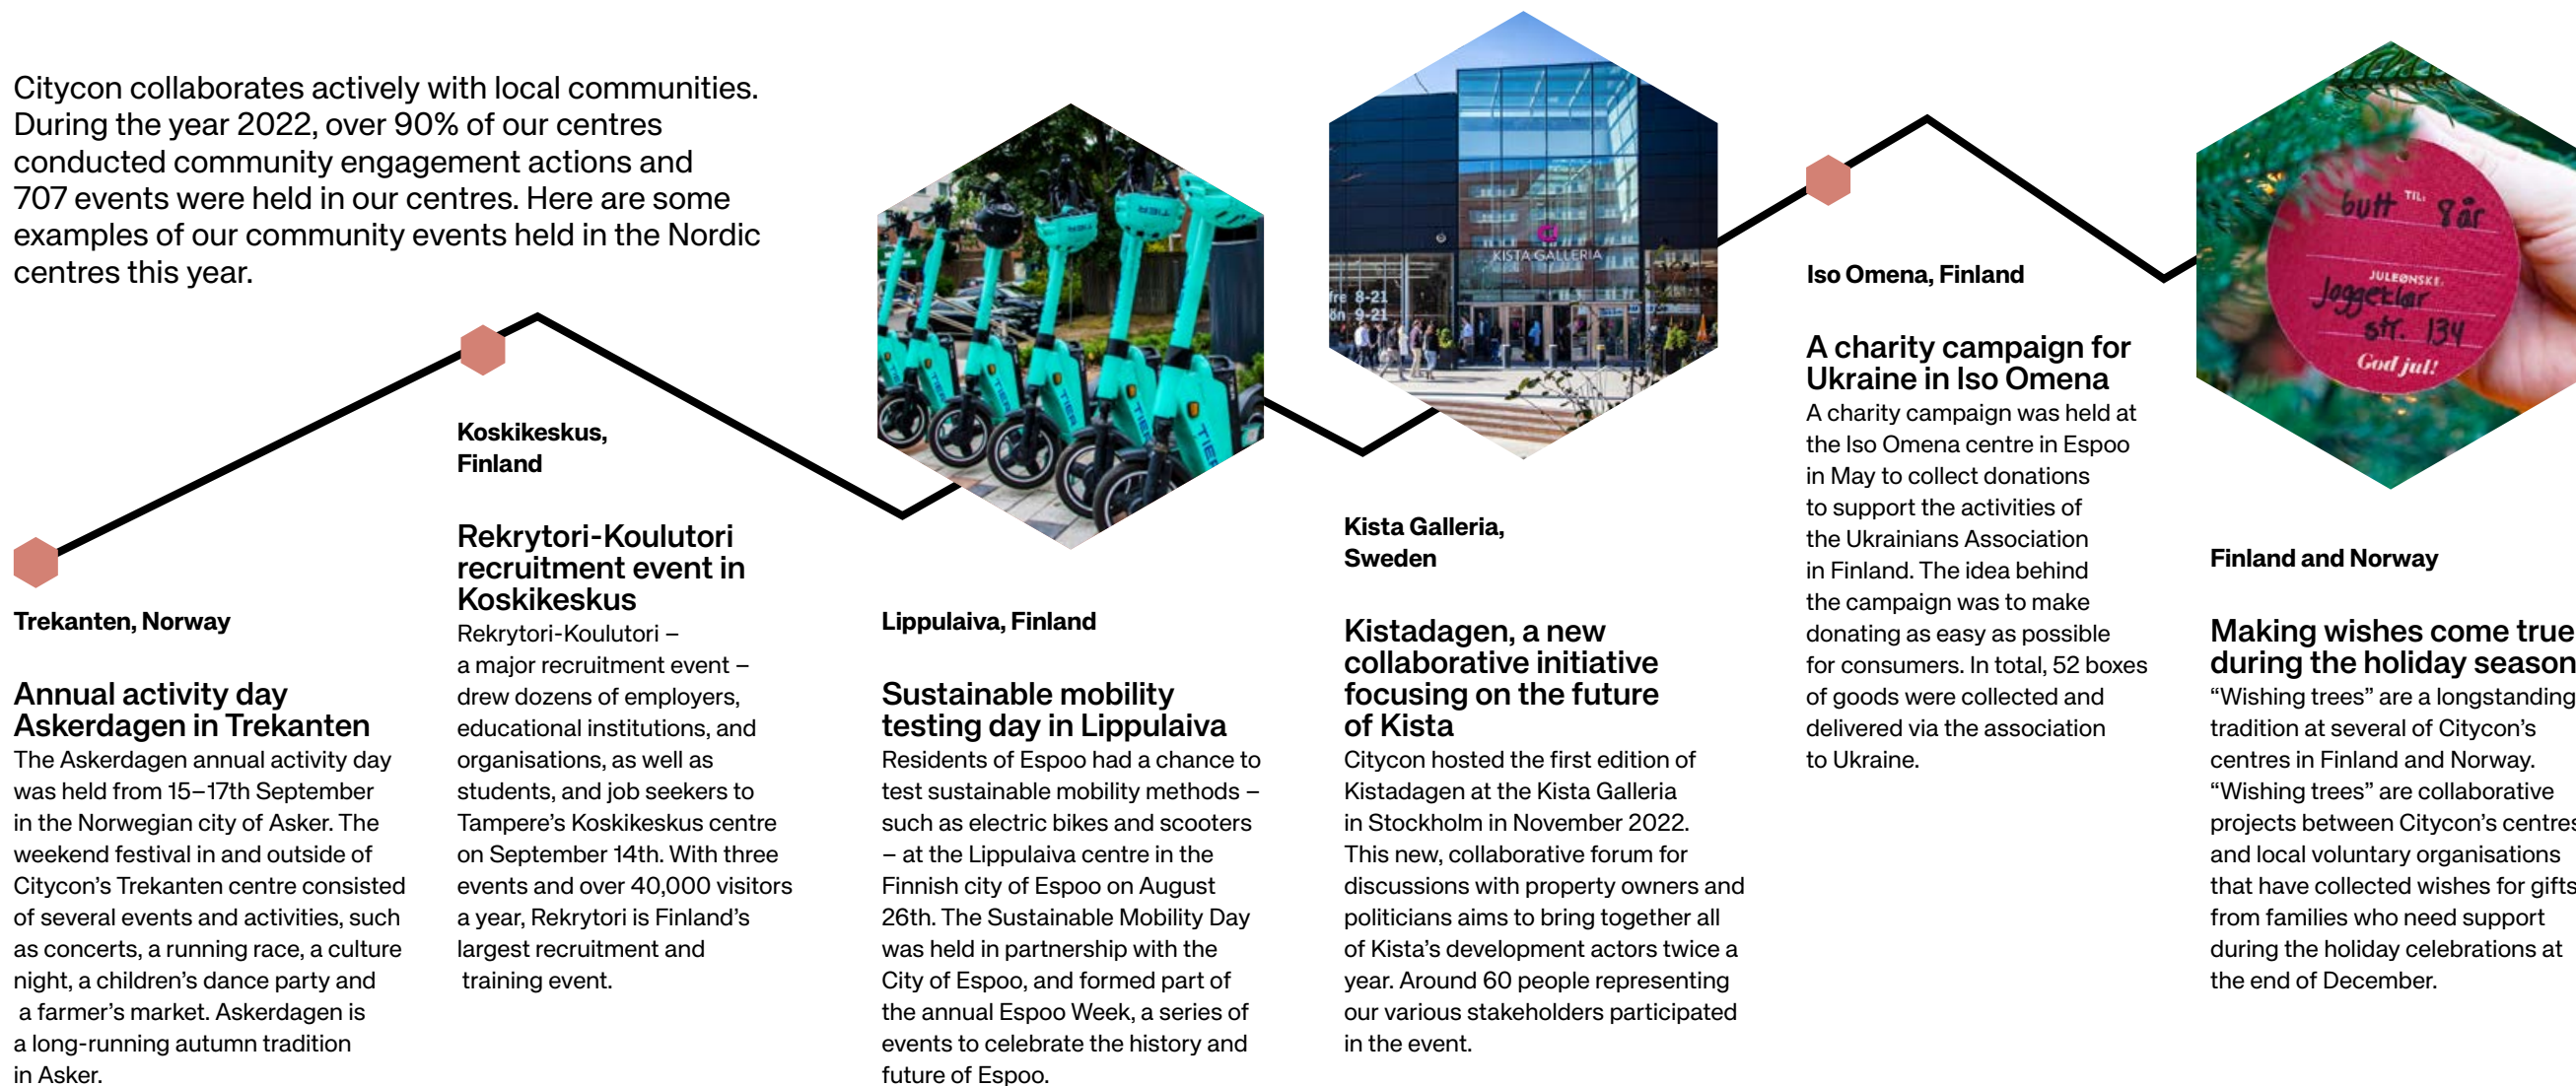 Citycon collaborates actively with local communities.
During the year 2022, over 90% of our centres
conducted community engagement actions and
707 events were held in our centres. Here are some
examples of our community events held in the Nordic
centres this year.
Trekanten, Norway
Annual activity day
Askerdagen in Trekanten
The Askerdagen annual activity day
was held from 15–17th September
in the Norwegian city of Asker. The
weekend festival in and outside of
Citycon’s Trekanten centre consisted
of several events and activities, such
as concerts, a running race, a culture
night, a children’s dance party and
a farmer’s market. Askerdagen is
a long-running autumn tradition
in Asker.
Koskikeskus,
Finland
Rekrytori-Koulutori
recruitment event in
Koskikeskus
Rekrytori-Koulutori –
a major recruitment event –
drew dozens of employers,
educational institutions, and
organisations, as well as
students, and job seekers to
Tampere’s Koskikeskus centre
on September 14th. With three
events and over 40,000 visitors
a year, Rekrytori is Finland’s
largest recruitment and
training event.
TIER
TIER
TIER
TIER
TIER
Lippulaiva, Finland
Sustainable mobility
testing day in Lippulaiva
Residents of Espoo had a chance to
test sustainable mobility methods –
such as electric bikes and scooters
– at the Lippulaiva centre in the
Finnish city of Espoo on August
26th. The Sustainable Mobility Day
was held in partnership with the
City of Espoo, and formed part of
the annual Espoo Week, a series of
events to celebrate the history and
future of Espoo.
KISTA GALLERIA
fre 8-21
ön 9-21
Kista Galleria,
Sweden
Kistadagen, a new
collaborative initiative
focusing on the future
of Kista
Citycon hosted the first edition of
Kistadagen at the Kista Galleria
in Stockholm in November 2022.
This new, collaborative forum for
discussions with property owners and
politicians aims to bring together all
of Kista’s development actors twice a
year. Around 60 people representing
our various stakeholders participated
in the event.
Iso Omena, Finland
A charity campaign for
Ukraine in Iso Omena
A charity campaign was held at
the Iso Omena centre in Espoo
in May to collect donations
to support the activities of
the Ukrainians Association
in Finland. The idea behind
the campaign was to make
donating as easy as possible
for consumers. In total, 52 boxes
of goods were collected and
delivered via the association
to Ukraine.
TIL:
Gutt 8 år
JULEØNSKE:
Joggeklær
str. 134
God jul!
Finland and Norway
Making wishes come true
during the holiday season
“Wishing trees” are a longstanding
tradition at several of Citycon’s
centres in Finland and Norway.
“Wishing trees” are collaborative
projects between Citycon’s centres
and local voluntary organisations
that have collected wishes for gifts
from families who need support
during the holiday celebrations at
the end of December.